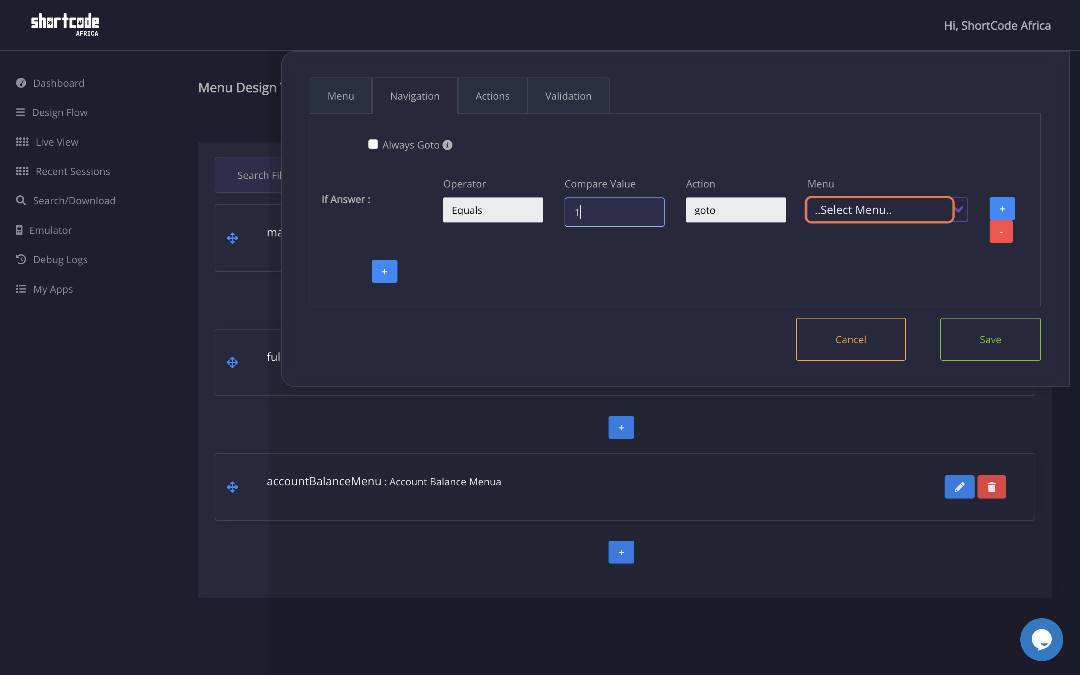 shortcode
AFRICA
Hi, ShortCode Africa
Dashboard
Design Flow
Live View
Recent Sessions
Search/Download
Emulator
Debug Logs
My Apps
Menu Design
Search Fi
Menu
Navigation
Actions
Validation
Always Goto
If Answer :
Operator
Compare Value
Action
Menu
Equals
1
goto
..Select Menu..
+
-
+
Cancel
Save
ma
ful
+
accountBalanceMenu : Account Balance Menua
+